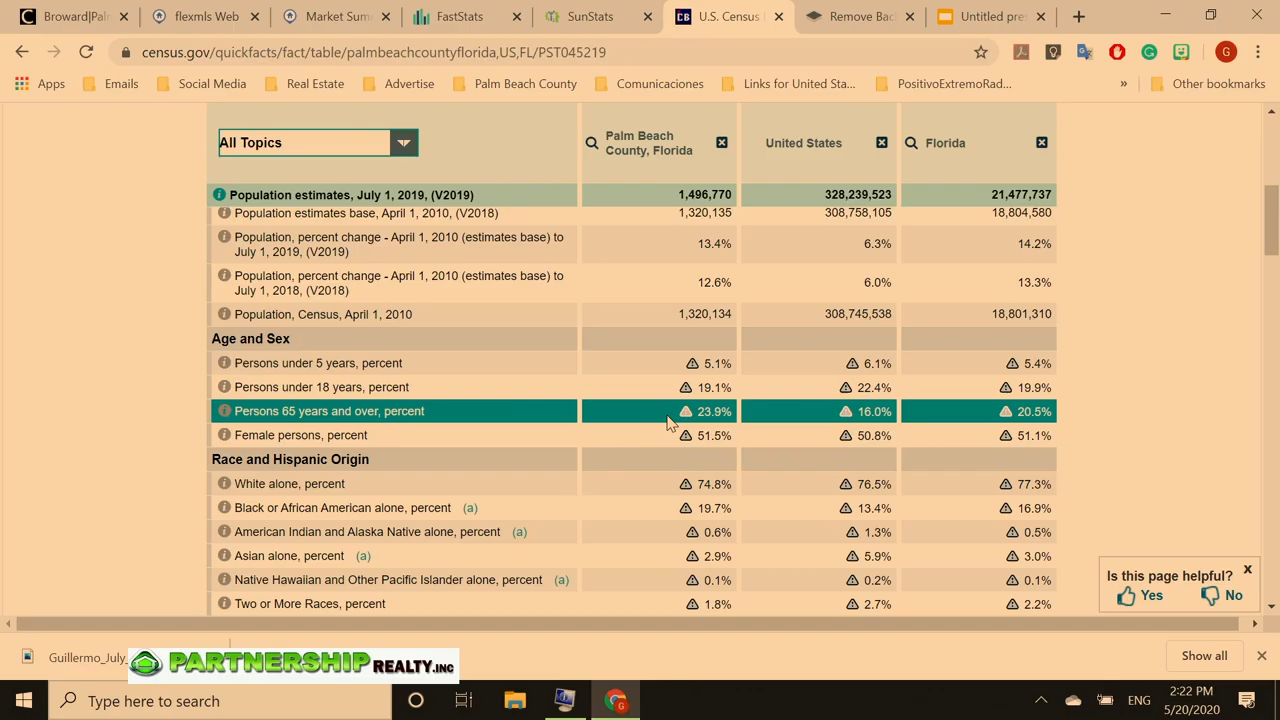 Broward|Palm
flexmls Web
Market Sum
FastStats
SunStats
U.S. Census
Remove Bac
Untitled pres
census.gov/quickfacts/fact/table/palmbeachcountyflorida,US,FL/PST045219
G
Apps
Emails
Social Media
Real Estate
Advertise
Palm Beach County
Comunicaciones
Links for United Sta...
PositivoExtremoRad...
»
Other bookmarks
All Topics
Palm Beach
County, Florida
United States
Florida
Population estimates, July 1, 2019, (V2019) 1,496,770 328,239,523 21,477,737
Population estimates base, April 1, 2010, (V2018) 1,320,135 308,758,105 18,804,580
Population, percent change - April 1, 2010 (estimates base) to
July 1, 2019, (V2019) 13.4% 6.3% 14.2%
Population, percent change - April 1, 2010 (estimates base) to
July 1, 2018, (V2018) 12.6% 6.0% 13.3%
Population, Census, April 1, 2010 1,320,134 308,745,538 18,801,310
Age and Sex
Persons under 5 years, percent 5.1% 6.1% 5.4%
Persons under 18 years, percent 19.1% 22.4% 19.9%
Persons 65 years and over, percent 23.9% 16.0% 20.5%
Female persons, percent 51.5% 50.8% 51.1%
Race and Hispanic Origin
White alone, percent 74.8% 76.5% 77.3%
Black or African American alone, percent (a) 19.7% 13.4% 16.9%
American Indian and Alaska Native alone, percent (a) 0.6% 1.3% 0.5%
Asian alone, percent (a) 2.9% 5.9% 3.0%
Native Hawaiian and Other Pacific Islander alone, percent (a) 0.1% 0.2% 0.1%
Two or More Races, percent 1.8% 2.7% 2.2%
Is this page helpful? x
Yes No
Guillermo_July_
PARTNERSHIP REALTY.INC
Show all
Type here to search
ENG
2:22 PM
5/20/2020